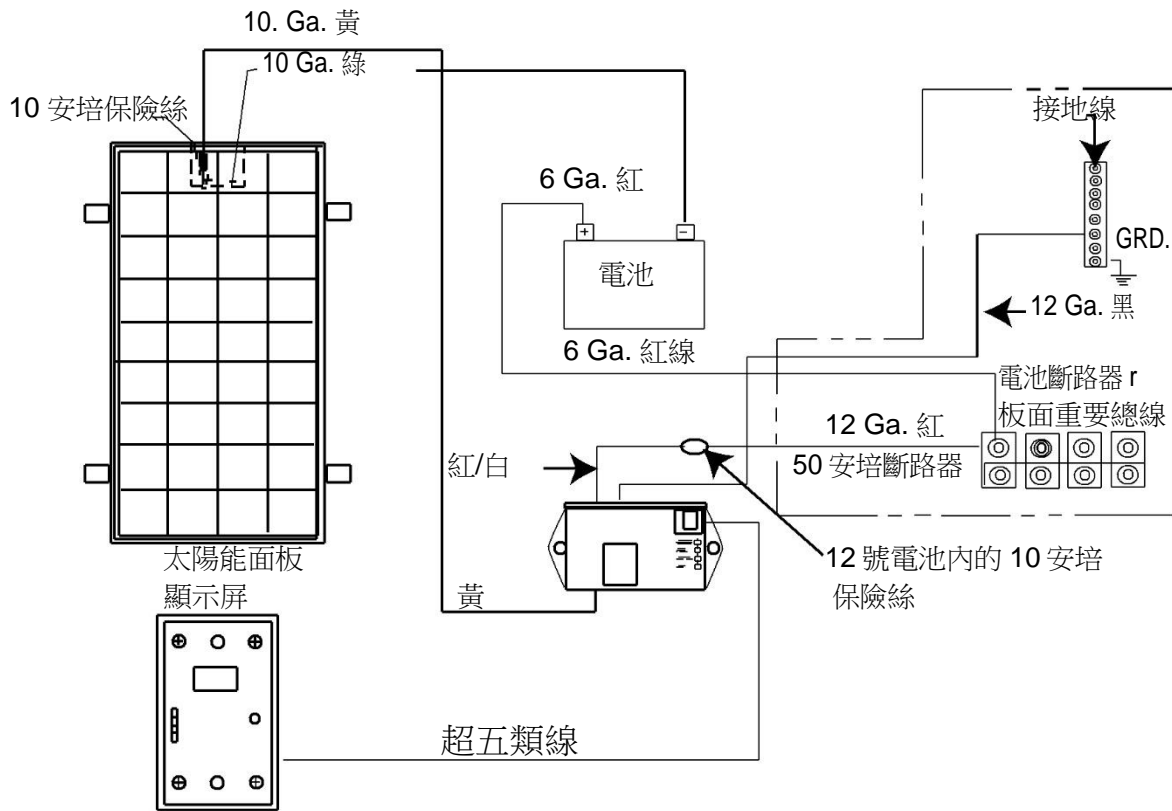 10. Ga. 黃
10 Ga. 綠
10 安培保險絲
接地線
6 Ga. 紅
+
−
GRD.
電池
12 Ga. 黑
6 Ga. 紅線
電池斷路器 r
板面重要總線
12 Ga. 紅
紅/白
50 安培斷路器
太陽能面板
12 號電池內的 10 安培
保險絲
顯示屏
黃
超五類線